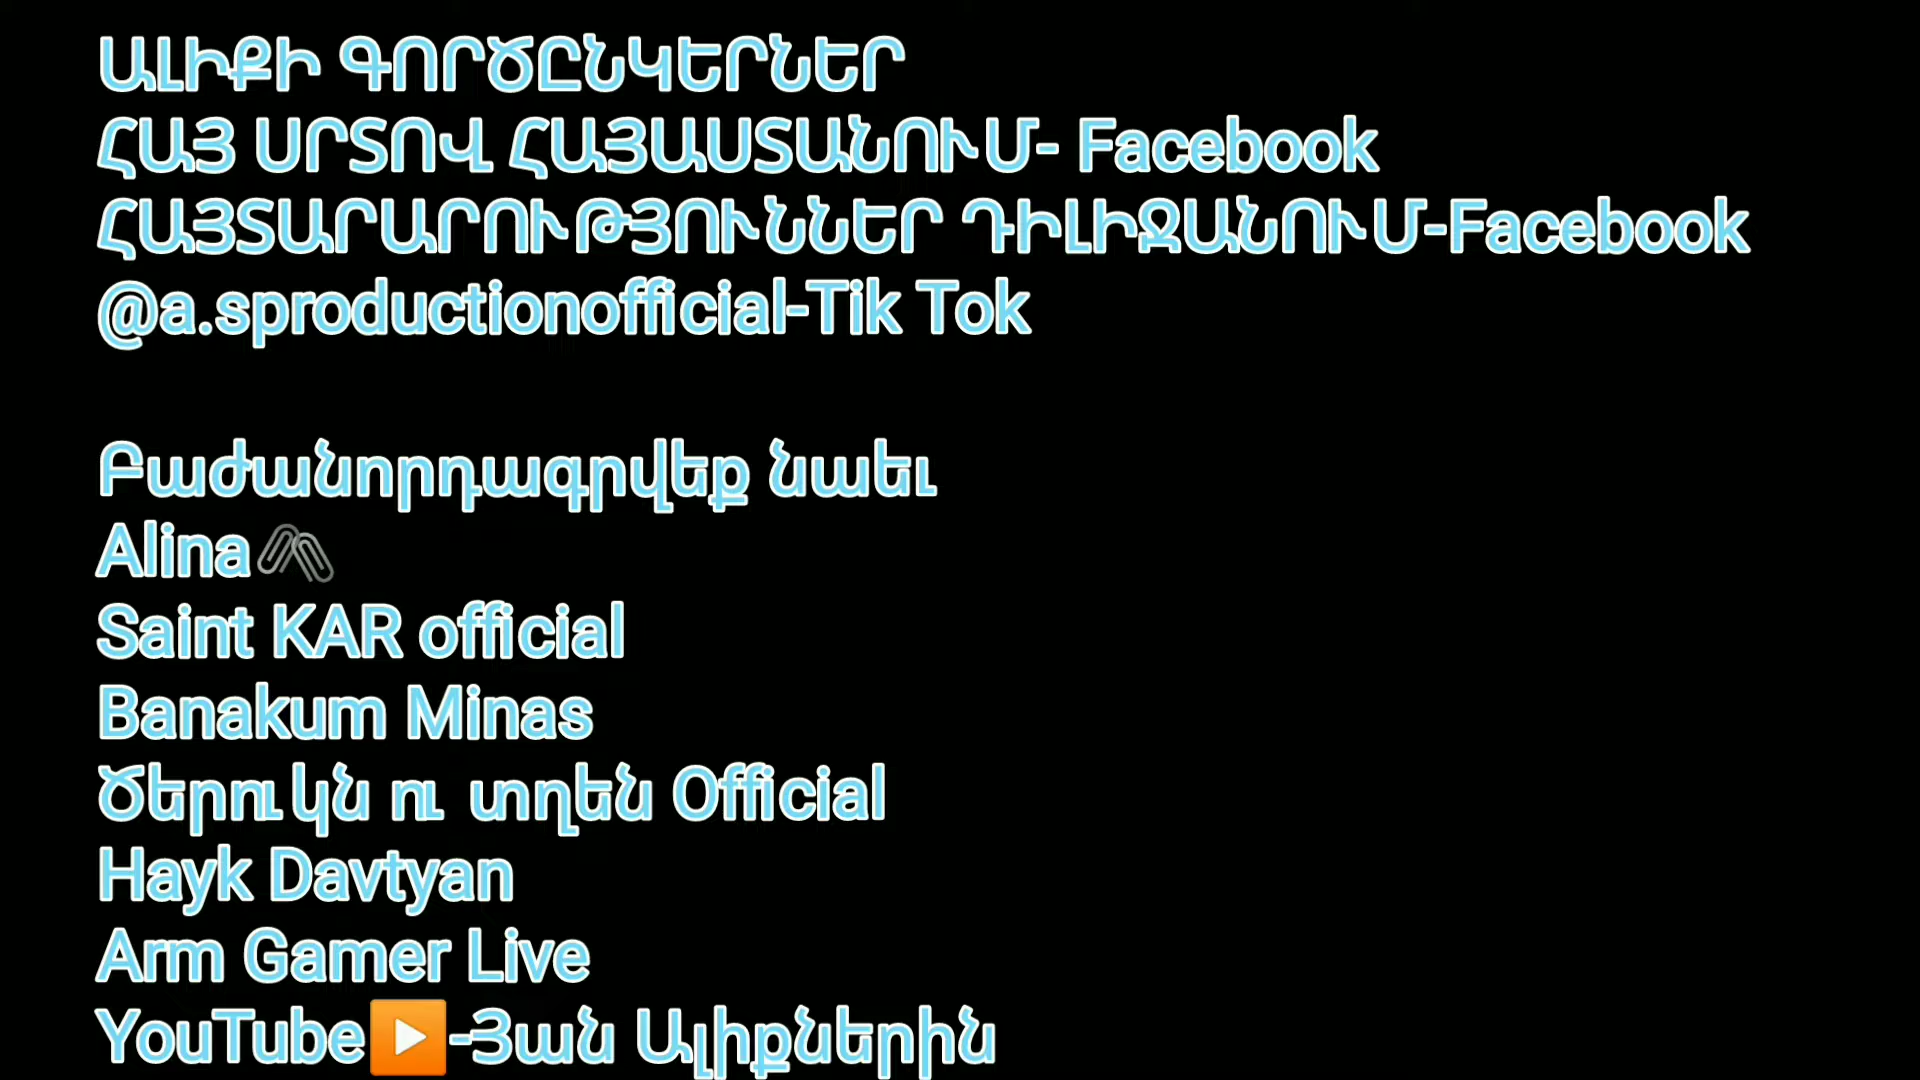 ԱԼԻՔԻ ԳՈՐԾԸՆԿԵՐՆԵՐ
ՀԱՅ ՍՐՏՈՎ ՀԱՅԱՍՏԱՆՈՒՄ- Facebook
ՀԱՅՏԱՐԱՐՈՒԹՅՈՒՆՆԵՐ ԴԻԼԻՋԱՆՈՒՄ-Facebook
@a.sproductionofficial-Tik Tok
Բաժանորդագրվեք նաեւ
Alina🖇
Saint KAR official
Banakum Minas
Ծերուկն ու տղեն Official
Hayk Davtyan
Arm Gamer Live
YouTube▶️-Յան Ալիքներին